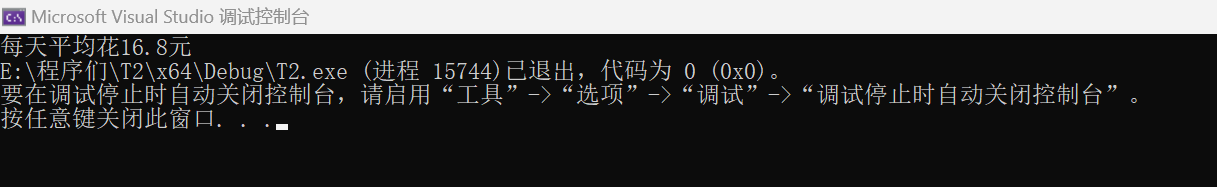 Microsoft Visual Studio 调试控制台
每天平均花16.8元
E:\程序们\T2\x64\Debug\T2.exe (进程 15744)已退出，代码为 0 (0x0)。
要在调试停止时自动关闭控制台，请启用“工具”->“选项”->“调试”->“调试停止时自动关闭控制台”。
按任意键关闭此窗口. . .